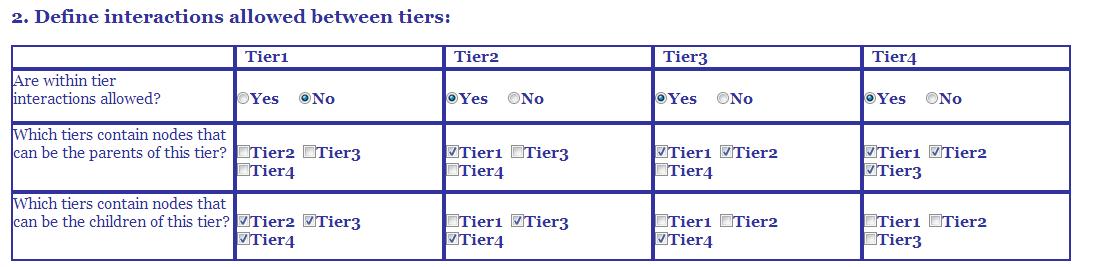 2. Define interactions allowed between tiers:
Tier1 Tier2 Tier3 Tier4
Are within tier
interactions allowed? Yes No Yes No Yes No Yes No
Which tiers contain nodes that
can be the parents of this tier? Tier2 Tier3 Tier1 Tier3 Tier1 Tier2 Tier1 Tier2
Tier4 Tier4 Tier4 Tier3
Which tiers contain nodes that
can be the children of this tier? Tier2 Tier3 Tier1 Tier3 Tier1 Tier2 Tier1 Tier2
Tier4 Tier4 Tier4 Tier3